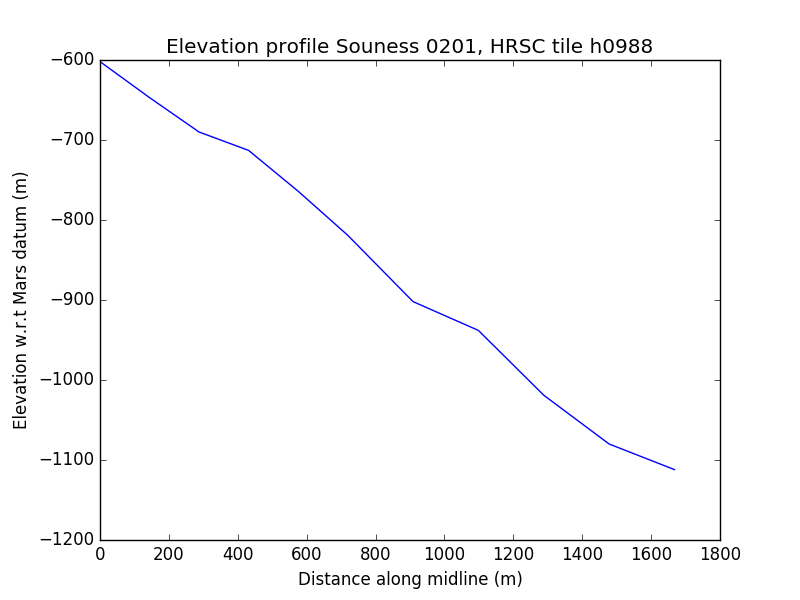 Elevation profile Souness 0201, HRSC tile h0988
−600
−700
−800
−900
−1000
−1100
−1200
Elevation w.r.t Mars datum (m)
0 200 400 600 800 1000 1200 1400 1600 1800
Distance along midline (m)